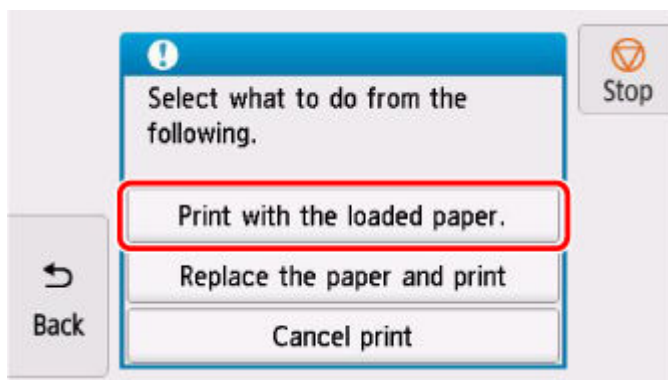 Select what to do from the
following.
Stop
Print with the loaded paper.
Replace the paper and print
Back
Cancel print